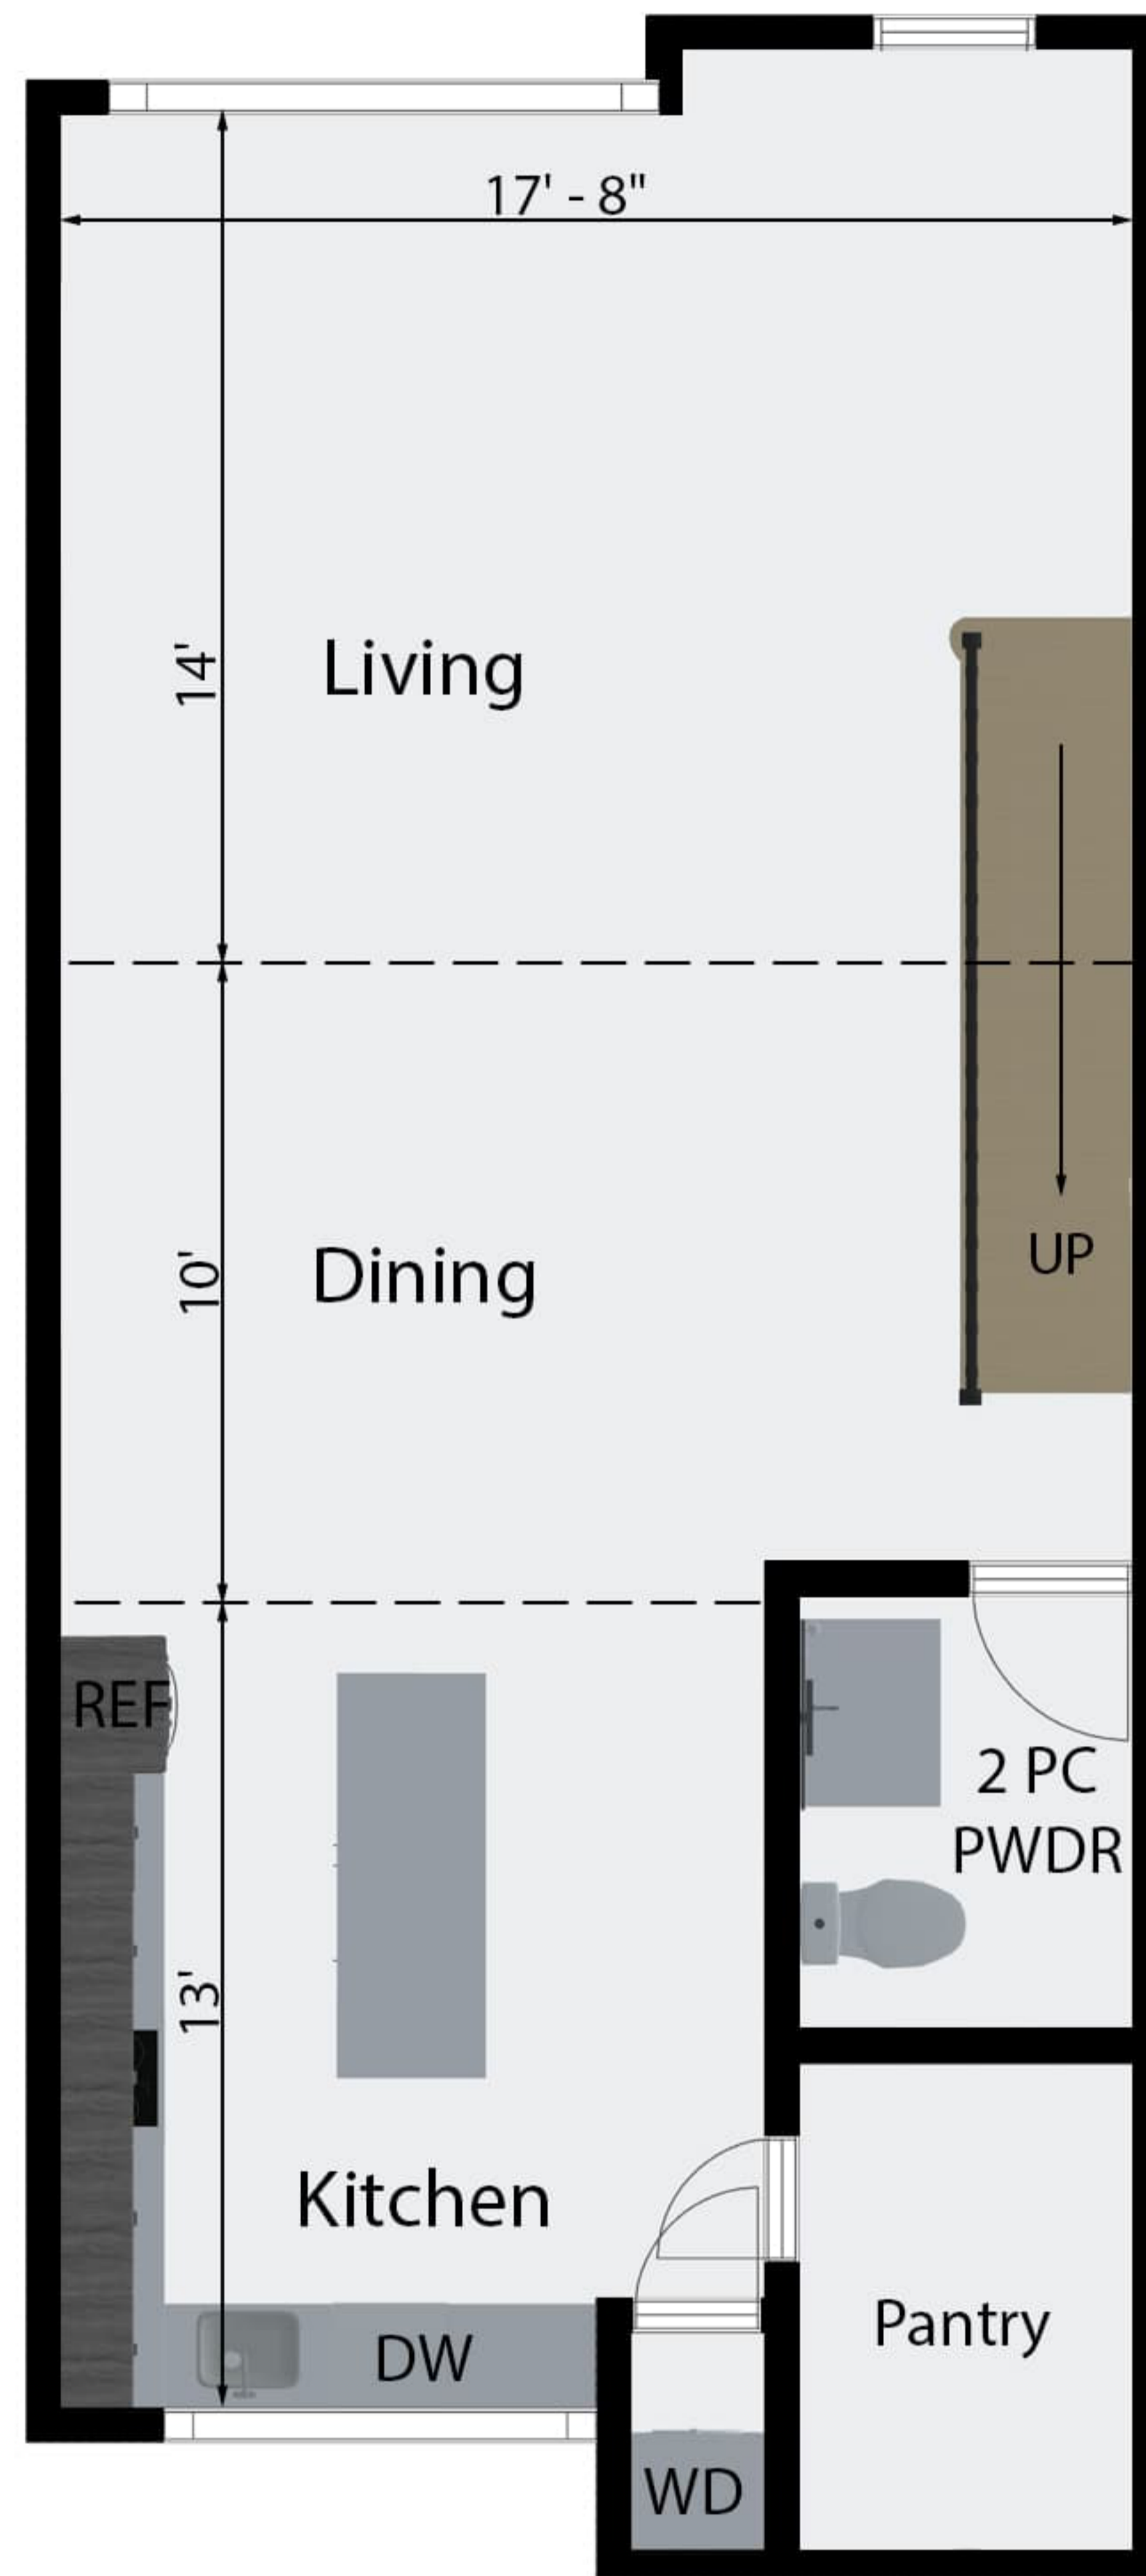 17' - 8"
14'
Living
10'
Dining
UP
REF
2 PC
PWDR
13'
Kitchen
Pantry
DW
WD